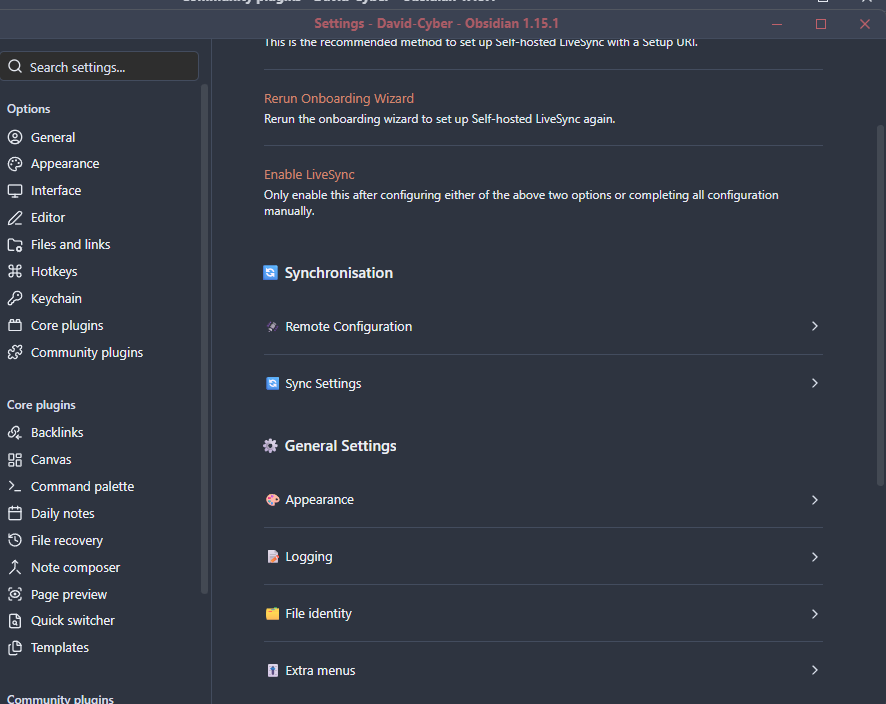 Settings - David-Cyber - Obsidian 1.15.1
Search settings...
Options
General
Appearance
Interface
Editor
Files and links
Hotkeys
Keychain
Core plugins
Community plugins
Core plugins
Backlinks
Canvas
Command palette
Daily notes
File recovery
Note composer
Page preview
Quick switcher
Templates
Community plugins
This is the recommended method to set up Self-hosted LiveSync with a Setup URI.
Rerun Onboarding Wizard
Rerun the onboarding wizard to set up Self-hosted LiveSync again.
Enable LiveSync
Only enable this after configuring either of the above two options or completing all configuration
manually.
Synchronisation
Remote Configuration
Sync Settings
General Settings
Appearance
Logging
File identity
Extra menus